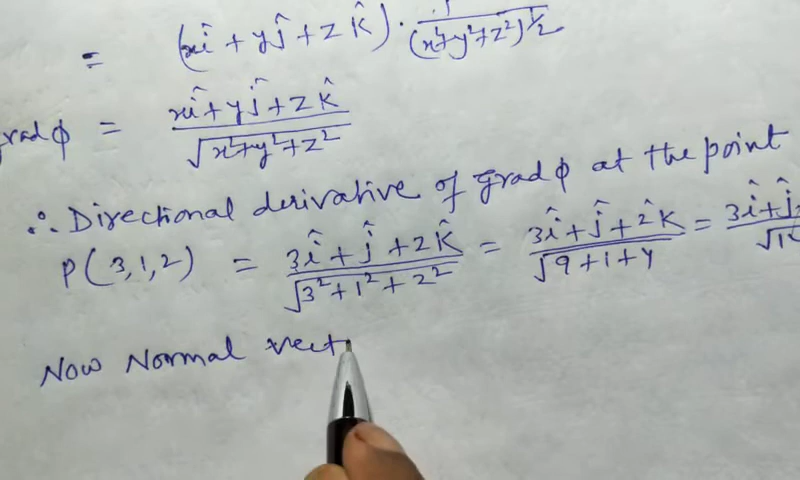 = (xî + yĵ + zk̂) · 1/(x²+y²+z²)^½
grad ϕ = xî + yĵ + zk̂ / √x²+y²+z²
∴ Directional derivative of grad ϕ at the point
P(3,1,2) = 3î + ĵ + 2k̂ / √3²+1²+2² = 3î + ĵ + 2̂k / √9+1+4 = 3î + ĵ
Now Normal vect